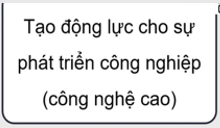 Tạo động lực cho sự
phát triển công nghiệp
(công nghệ cao)